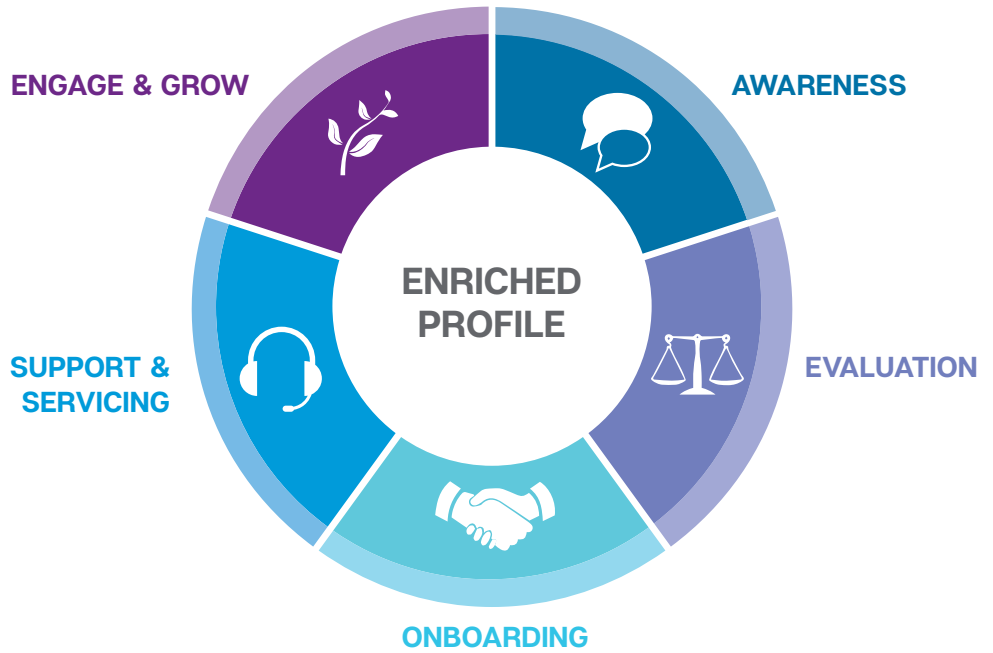 ENGAGE & GROW
AWARENESS
ENRICHED
PROFILE
SUPPORT &
SERVICING
EVALUATION
ONBOARDING